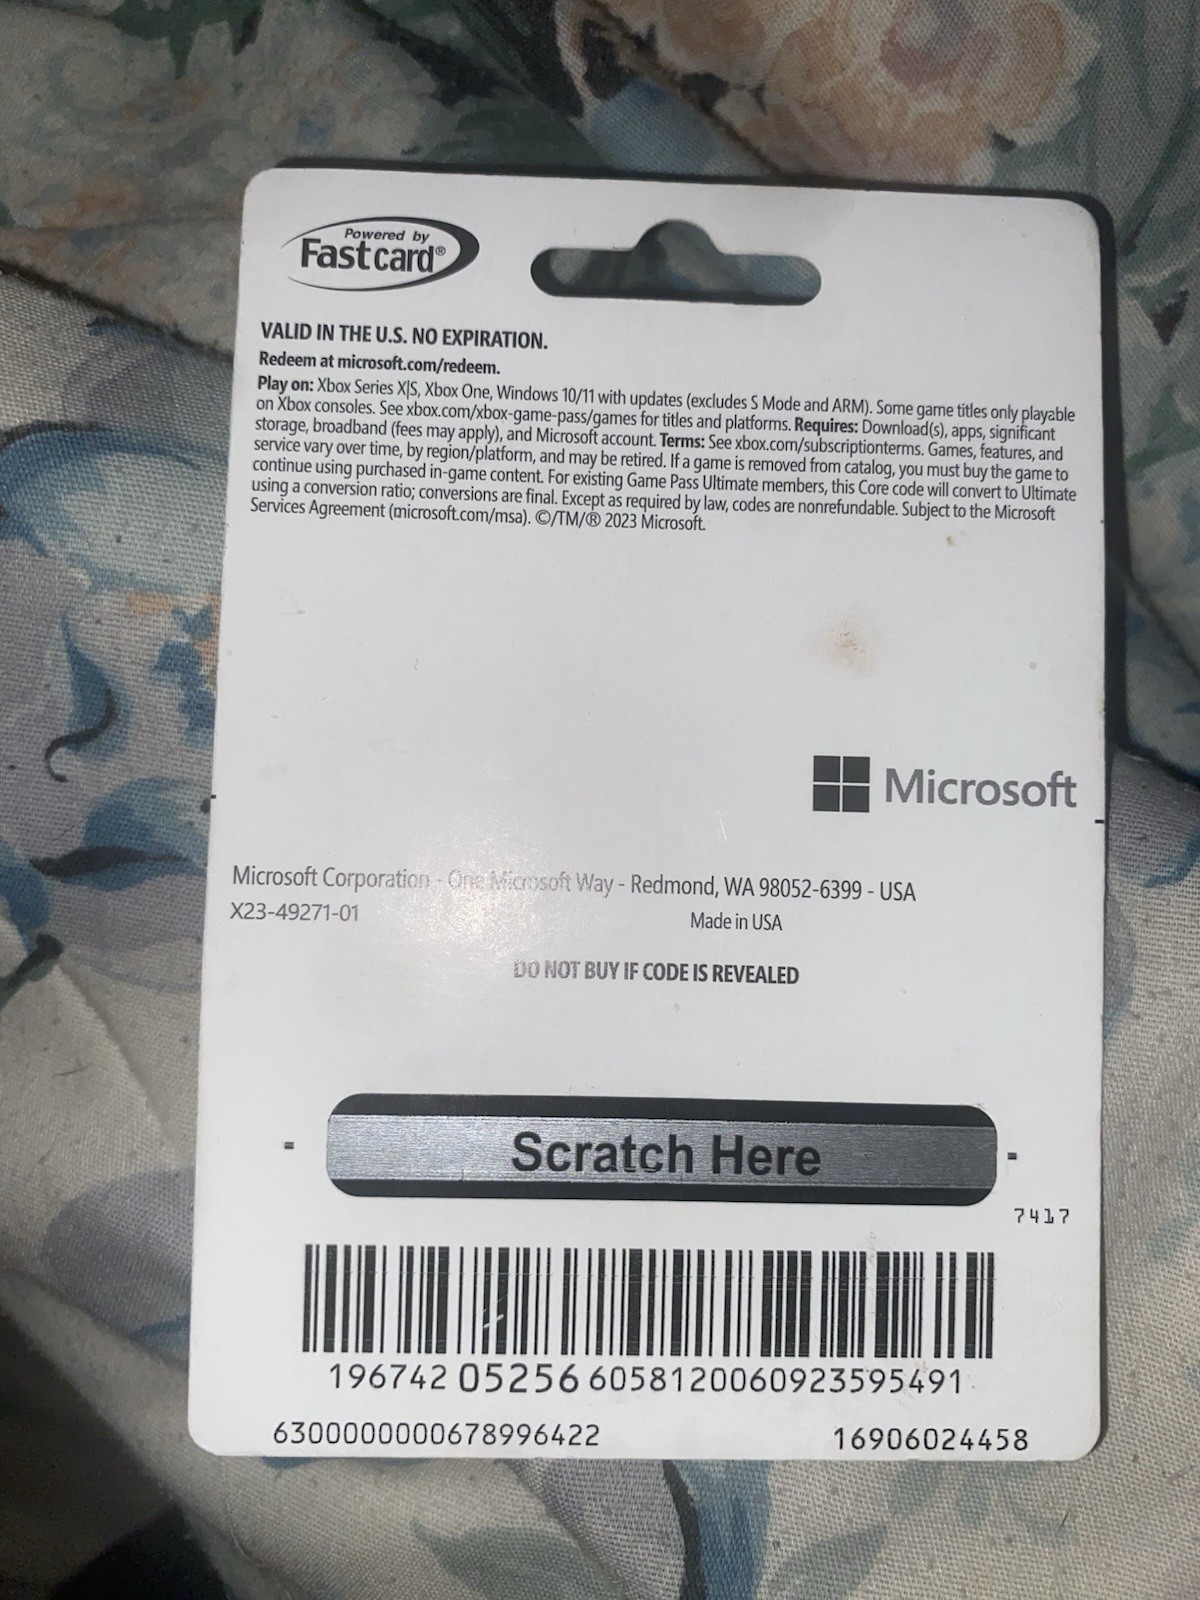 Powered by
Fastcard®
VALID IN THE U.S. NO EXPIRATION.
Redeem at microsoft.com/redeem.
Play on: Xbox Series X|S, Xbox One, Windows 10/11 with updates (excludes S Mode and ARM). Some game titles only playable
on Xbox consoles. See xbox.com/xbox-game-pass/games for titles and platforms. Requires: Download(s), apps, significant
storage, broadband (fees may apply), and Microsoft account. Terms: See xbox.com/subscriptionterms. Games, features, and
service vary over time, by region/platform, and may be retired. If a game is removed from catalog, you must buy the game to
continue using purchased in-game content. For existing Game Pass Ultimate members, this Core code will convert to Ultimate
using a conversion ratio; conversions are final. Except as required by law, codes are nonrefundable. Subject to the Microsoft
Services Agreement (microsoft.com/msa). ©/TM/® 2023 Microsoft.
Microsoft
Microsoft Corporation - One Microsoft Way - Redmond, WA 98052-6399 - USA
X23-49271-01 Made in USA
DO NOT BUY IF CODE IS REVEALED
Scratch Here
7417
196742 05256 6058120060923595491
6300000000678996422 16906024458